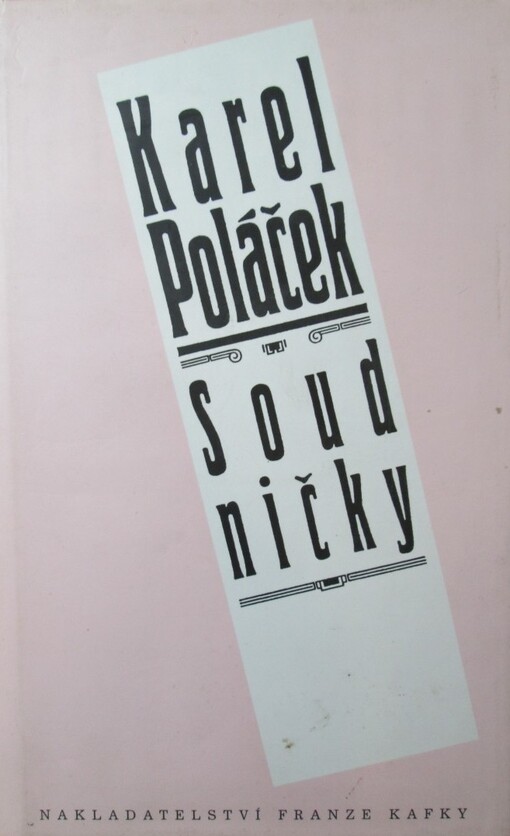 Karel
Poláček
Soud
ničky
NAKLADATELSTVÍ FRANZE KAFKY